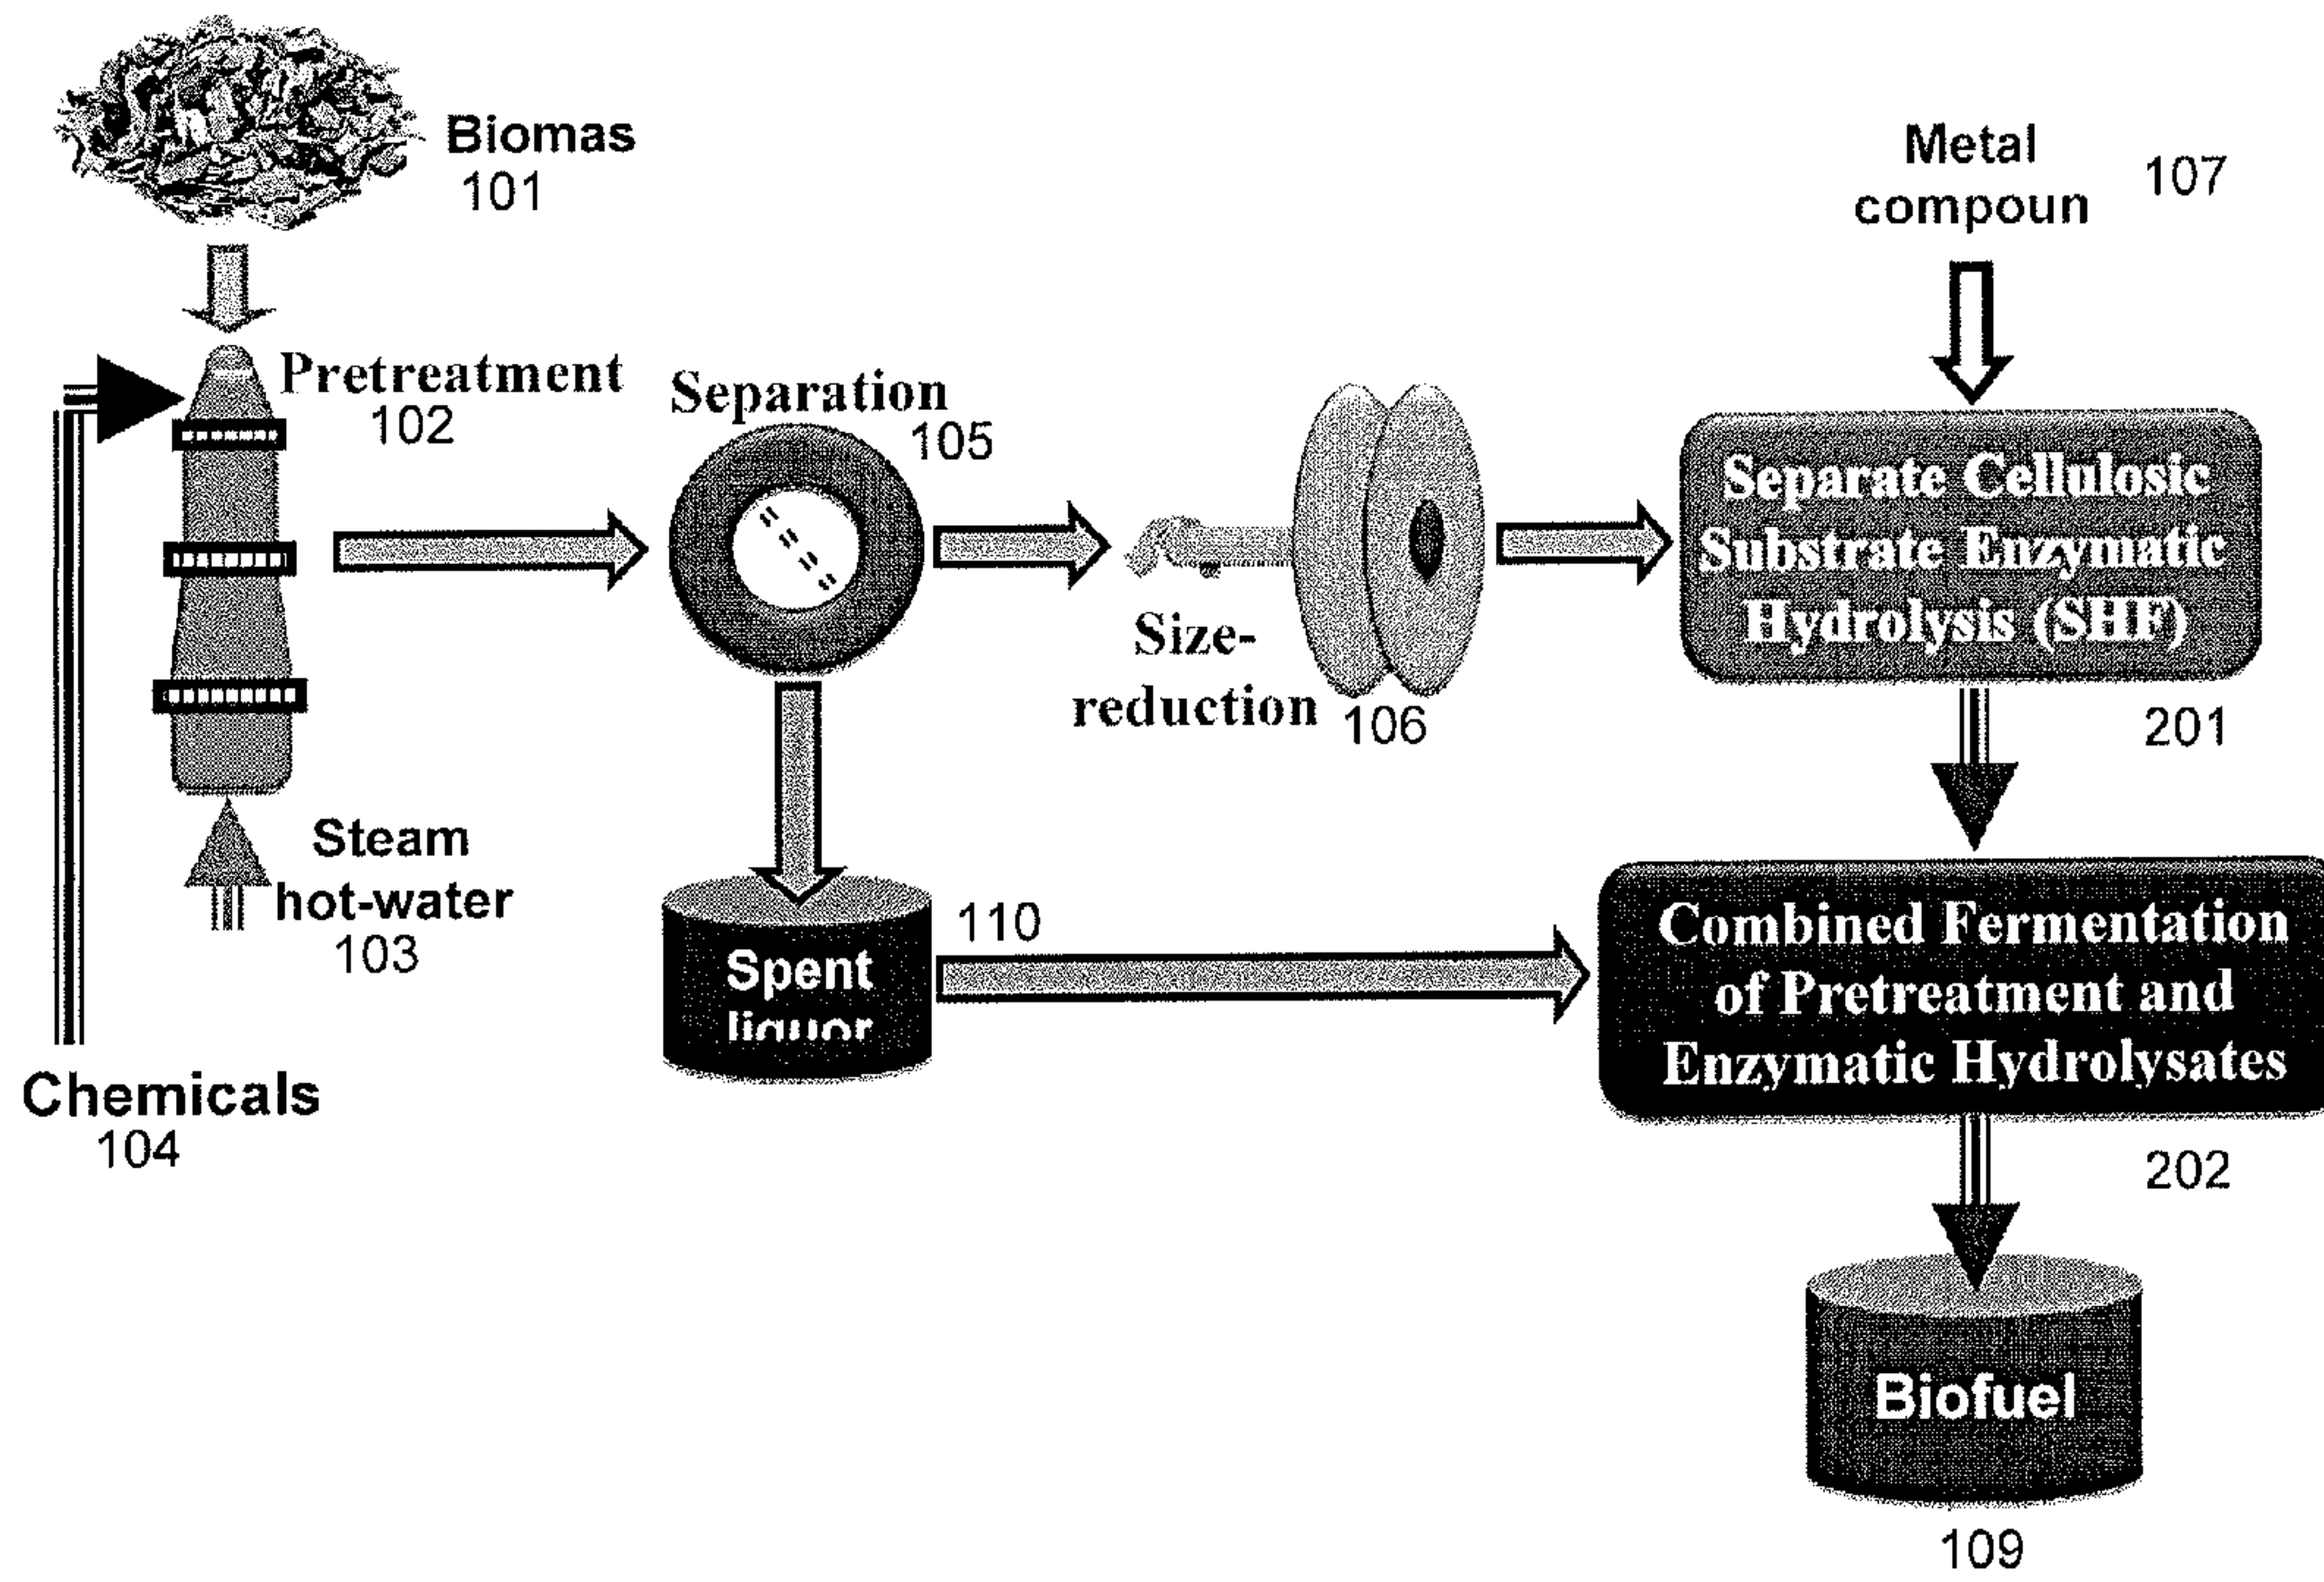 Biomas
101
Metal
compoun
107
Pretreatment
102
Separation
105
Separate Cellulosic
Substrate Enzymatic
Hydrolysis (SHF)
201
Size-
reduction
106
Steam
hot-water
103
Spent
liquor
110
Combined Fermentation
of Pretreatment and
Enzymatic Hydrolysates
202
Chemicals
104
Biofuel
109